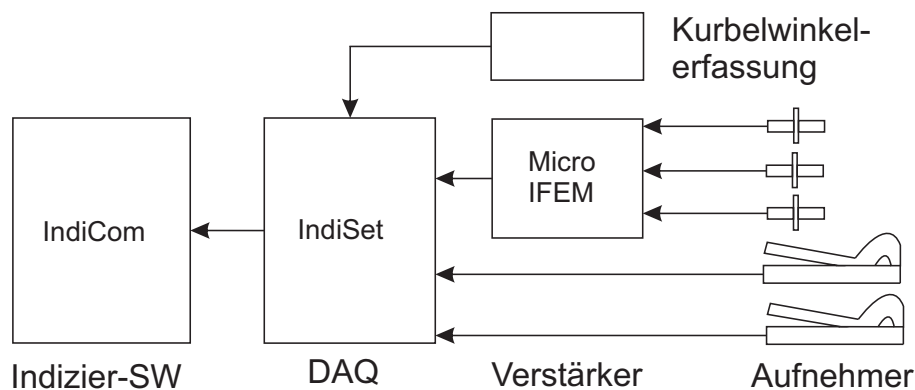 Kurbelwinkel-
erfassung
Micro
IFEM
IndiCom
IndiSet
Indizier-SW
DAQ
Verstärker
Aufnehmer